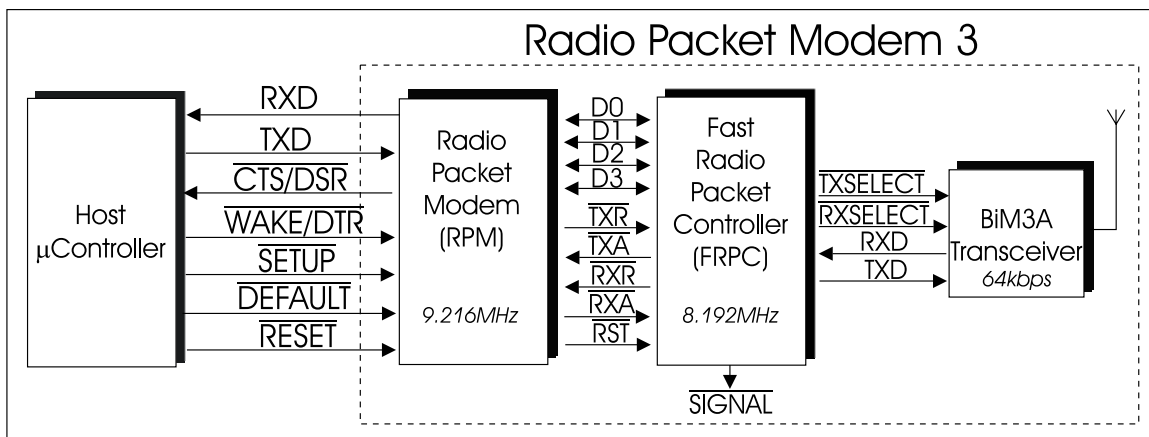 Radio Packet Modem 3
Host
µController
RXD
TXD
CTS/DSR
WAKE/DTR
SETUP
DEFAULT
RESET
Radio
Packet
Modem
(RPM)
9.216MHz
D0
D1
D2
D3
TXR
TXA
RXR
RXA
RST
Fast
Radio
Packet
Controller
(FRPC)
8.192MHz
SIGNAL
TXSELECT
RXSELECT
RXD
TXD
BiM3A
Transceiver
64kbps